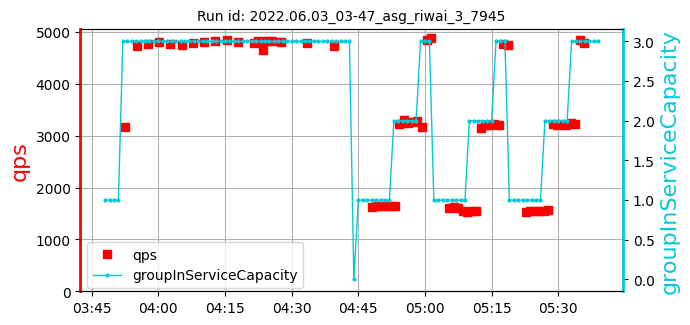 Run id: 2022.06.03_03-47_asg_riwai_3_7945
qps
5000
4000
3000
2000
1000
0
3.0
2.5
2.0
1.5
1.0
0.5
0.0
groupInServiceCapacity
qps
groupInServiceCapacity
03:45 04:00 04:15 04:30 04:45 05:00 05:15 05:30